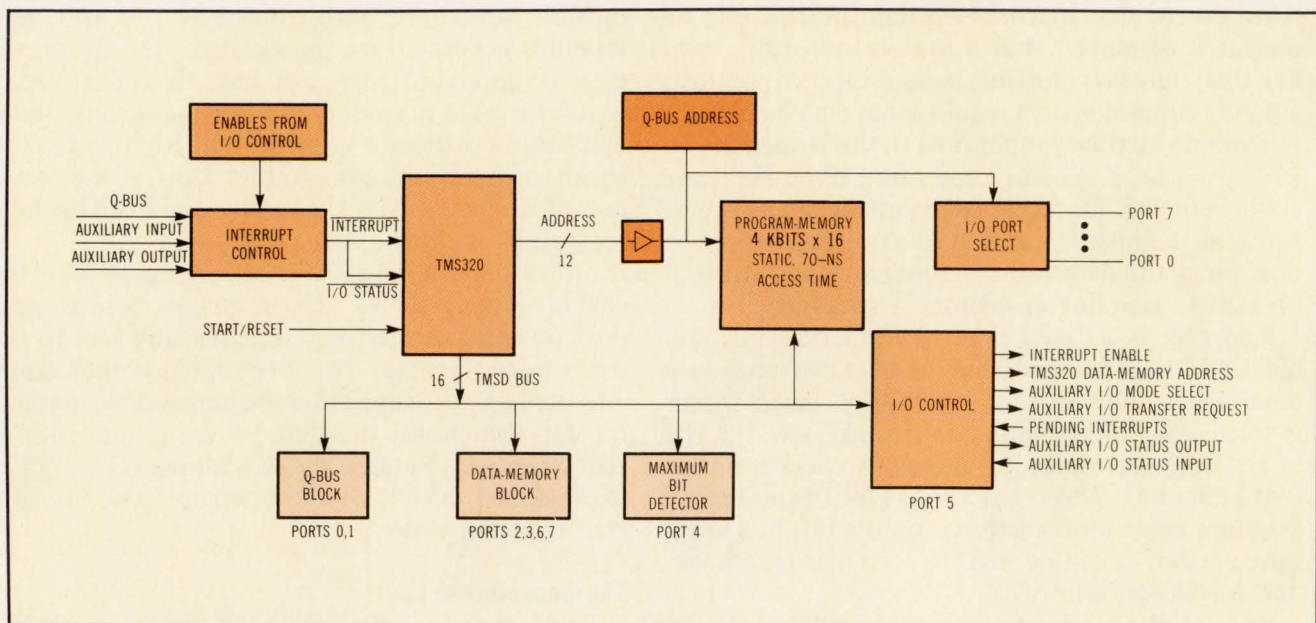 ENABLES FROM
I/O CONTROL
Q-BUS ADDRESS
Q-BUS
AUXILIARY INPUT
AUXILIARY OUTPUT
INTERRUPT
CONTROL
INTERRUPT
I/O STATUS
START/RESET
TMS320
ADDRESS
12
PROGRAM-MEMORY
4 KBITS x 16
STATIC. 70–NS
ACCESS TIME
I/O PORT
SELECT
PORT 7
PORT 0
16
TMSD BUS
I/O CONTROL
INTERRUPT ENABLE
TMS320 DATA-MEMORY ADDRESS
AUXILIARY I/O MODE SELECT
AUXILIARY I/O TRANSFER REQUEST
PENDING INTERRUPTS
AUXILIARY I/O STATUS OUTPUT
AUXILIARY I/O STATUS INPUT
PORT 5
Q-BUS
BLOCK
PORTS 0,1
DATA-MEMORY
BLOCK
PORTS 2,3,6,7
MAXIMUM
BIT
DETECTOR
PORT 4